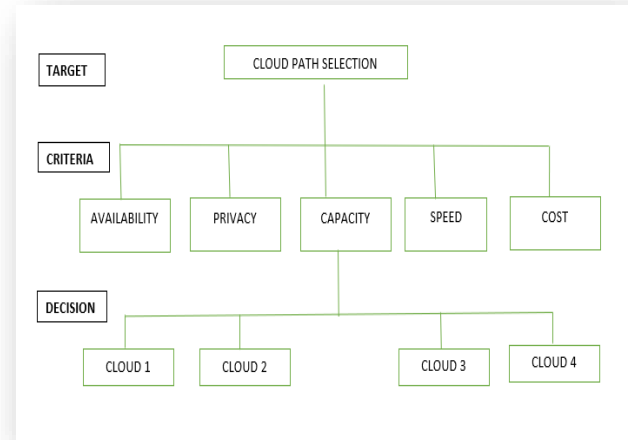 TARGET
CLOUD PATH SELECTION
CRITERIA
AVAILABILITY
PRIVACY
CAPACITY
SPEED
COST
DECISION
CLOUD 1
CLOUD 2
CLOUD 3
CLOUD 4